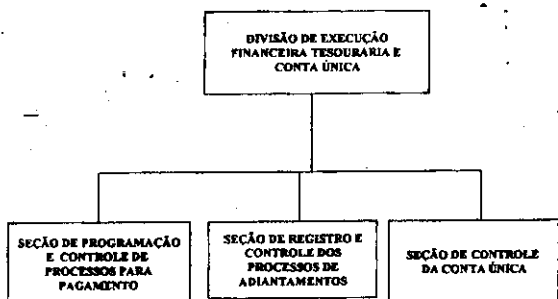 DIVISÃO DE EXECUÇÃO
FINANCEIRA TESOURARIA E
CONTA ÚNICA
SEÇÃO DE PROGRAMAÇÃO
E CONTROLE DE
PROCESSOS PARA
PAGAMENTO
SEÇÃO DE REGISTRO E
CONTROLE DOS
PROCESSOS DE
ADIANTAMENTOS
SEÇÃO DE CONTROLE
DA CONTA ÚNICA